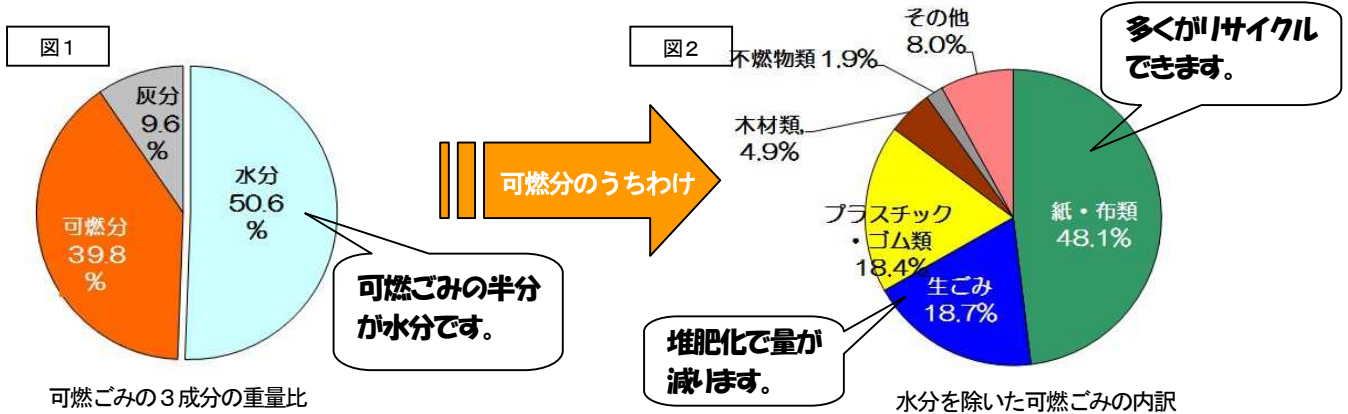 図1
灰分
9.6
%
水分
50.6
%
可燃分
39.8
%
可燃ごみの半分
が水分です。
可燃ごみの3成分の重量比
可燃分のうちわけ
図2
その他
8.0%
不燃物類 1.9%
木材類,
4.9%
プラスチック
・ゴム類
18.4%
生ごみ
18.7%
紙・布類
48.1%
多くがリサイクル
できます。
堆肥化で量が
減ります。
水分を除いた可燃ごみの内訳